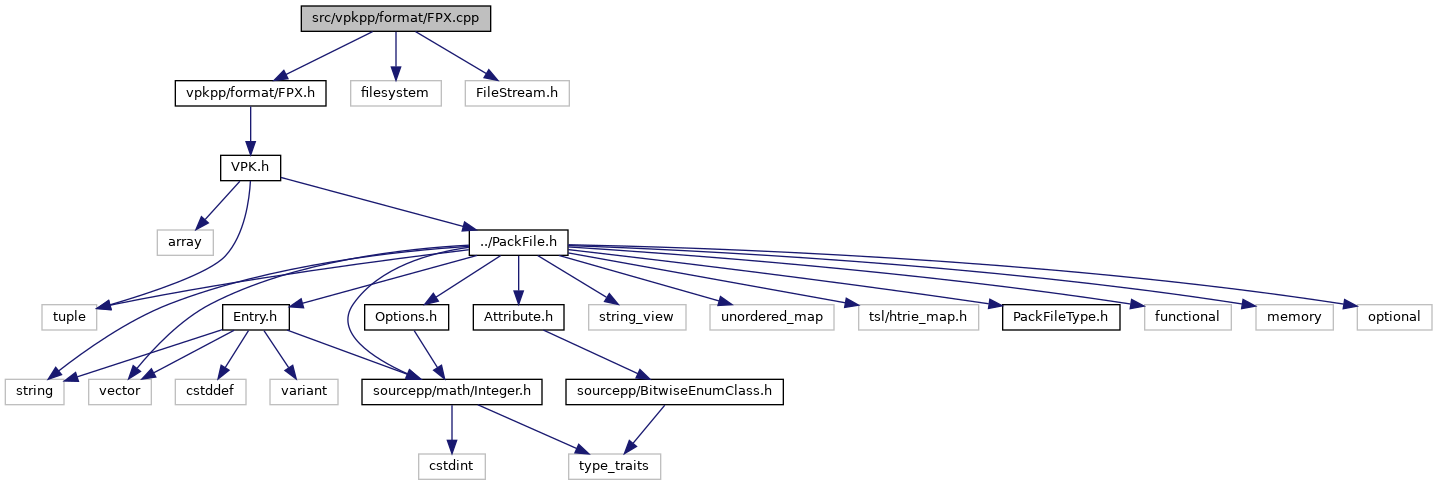 src/vpkpp/format/FPX.cpp
vpkpp/format/FPX.h
filesystem
FileStream.h
VPK.h
array
../PackFile.h
tuple
Entry.h
Options.h
Attribute.h
string_view
unordered_map
tsl/htrie_map.h
PackFileType.h
functional
memory
optional
string
vector
cstddef
variant
sourcepp/math/Integer.h
sourcepp/BitwiseEnumClass.h
cstdint
type_traits